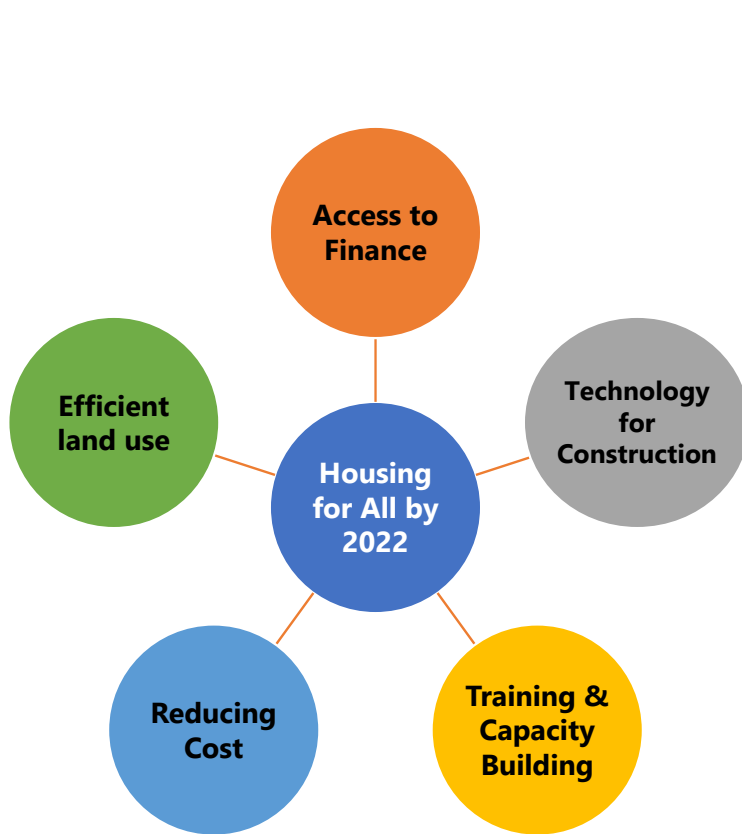 Access to
Finance
Technology
for
Construction
Training &
Capacity
Building
Reducing
Cost
Efficient
land use
Housing
for All by
2022